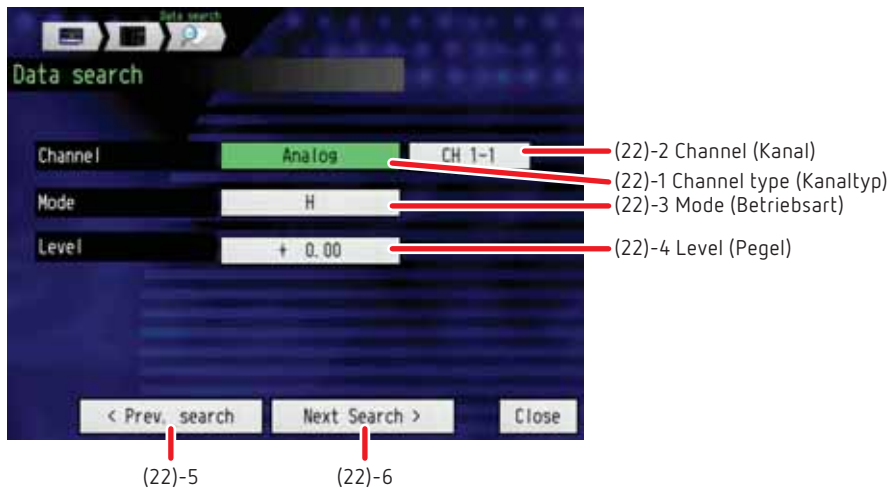 Data search
Data search
Channel Analog CH 1-1
(22)-2 Channel (Kanal)
(22)-1 Channel type (Kanaltyp)
Mode H
(22)-3 Mode (Betriebsart)
Level + 0.00
(22)-4 Level (Pegel)
< Prev. search Next Search > Close
(22)-5 (22)-6